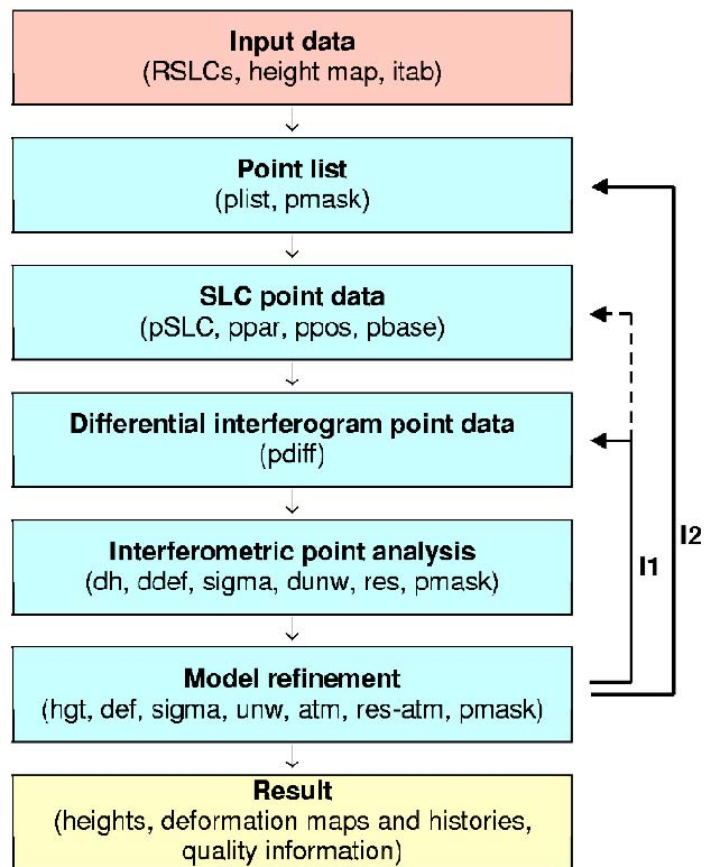 Input data
(RSLCs, height map, itab)
Point list
(plist, pmask)
SLC point data
(pSLC, ppar, ppos, pbase)
Differential interferogram point data
(pdiff)
Interferometric point analysis
(dh, ddef, sigma, dunw, res, pmask)
Model refinement
(hgt, def, sigma, unw, atm, res-atm, pmask)
Result
(heights, deformation maps and histories,
quality information)
I1
I2